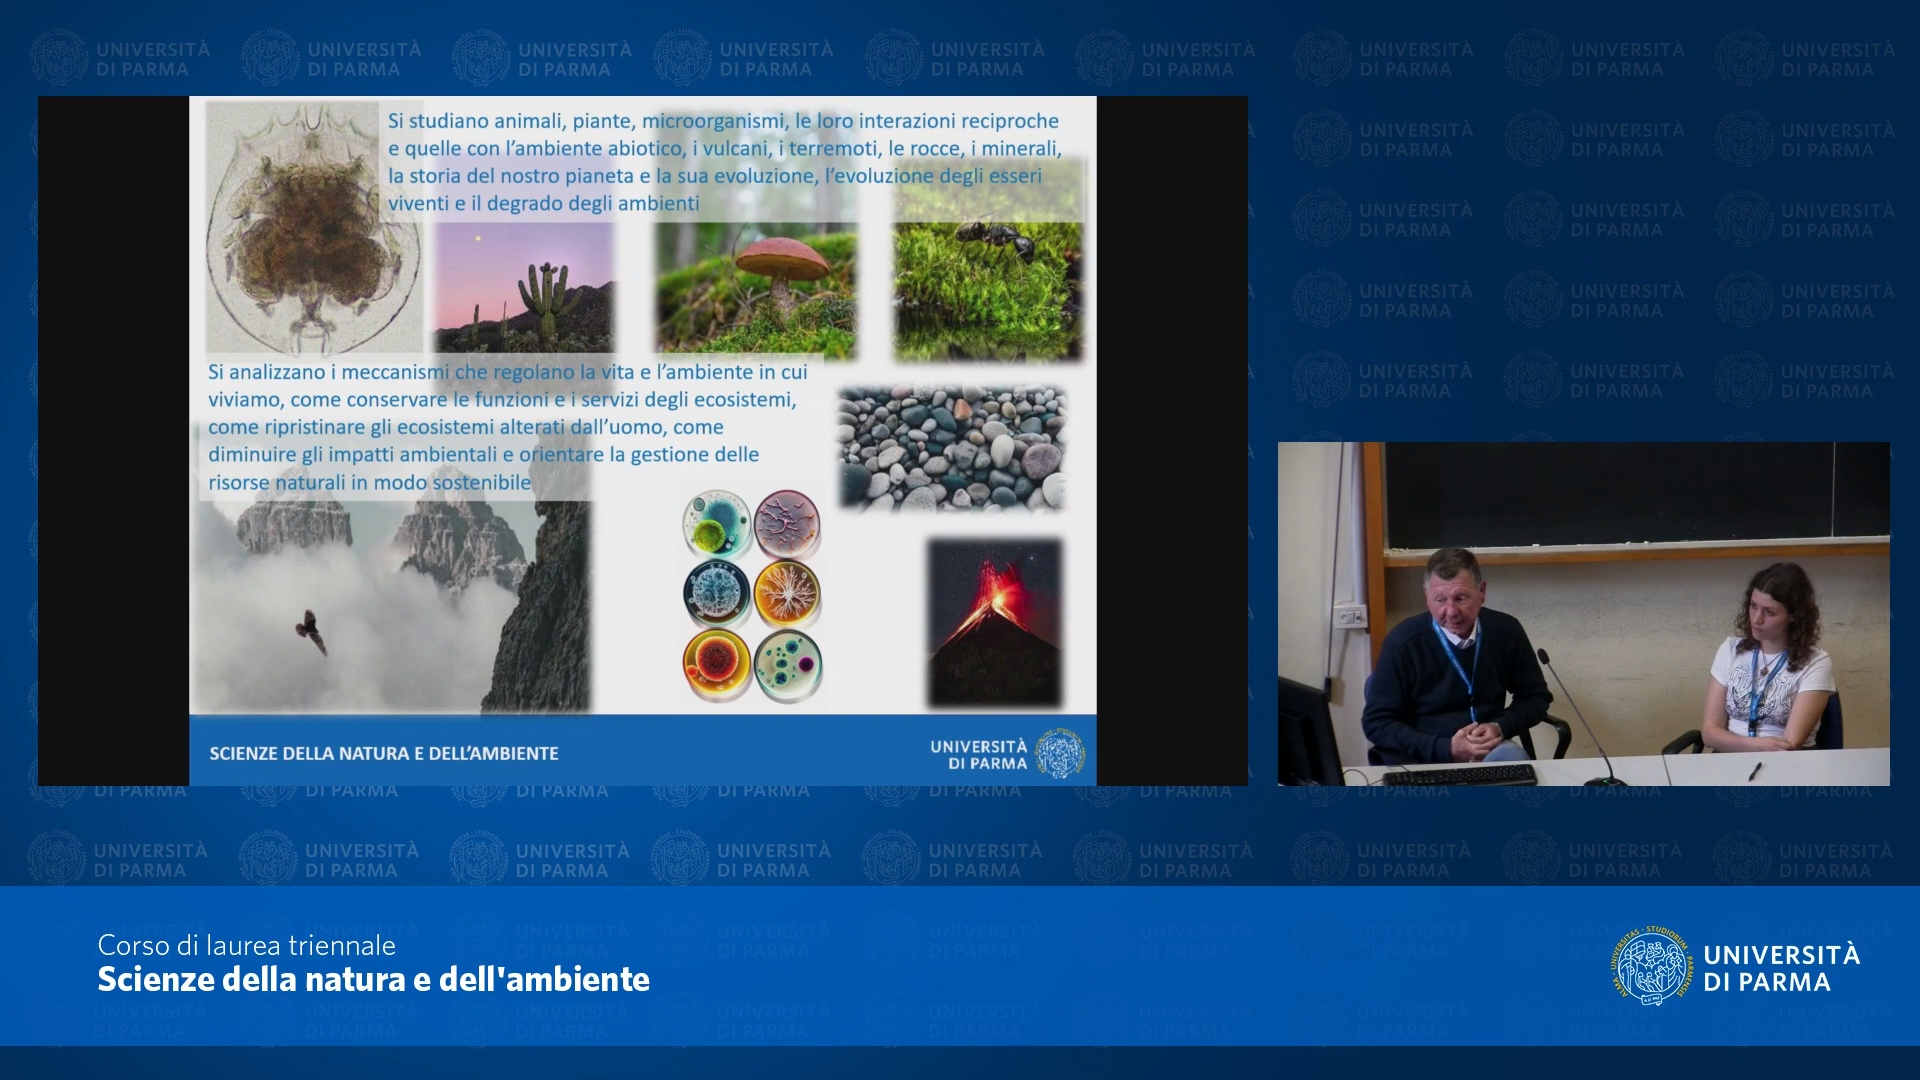 Si studiano animali, piante, microorganismi, le loro interazioni reciproche
e quelle con l'ambiente abiotico, i vulcani, i terremoti, le rocce, i minerali,
la storia del nostro pianeta e la sua evoluzione, l'evoluzione degli esseri
viventi e il degrado degli ambienti
Si analizzano i meccanismi che regolano la vita e l'ambiente in cui
viviamo, come conservare le funzioni e i servizi degli ecosistemi,
come ripristinare gli ecosistemi alterati dall'uomo, come
diminuire gli impatti ambientali e orientare la gestione delle
risorse naturali in modo sostenibile
SCIENZE DELLA NATURA E DELL'AMBIENTE
UNIVERSITÀ
DI PARMA
Corso di laurea triennale
Scienze della natura e dell'ambiente
UNIVERSITÀ
DI PARMA